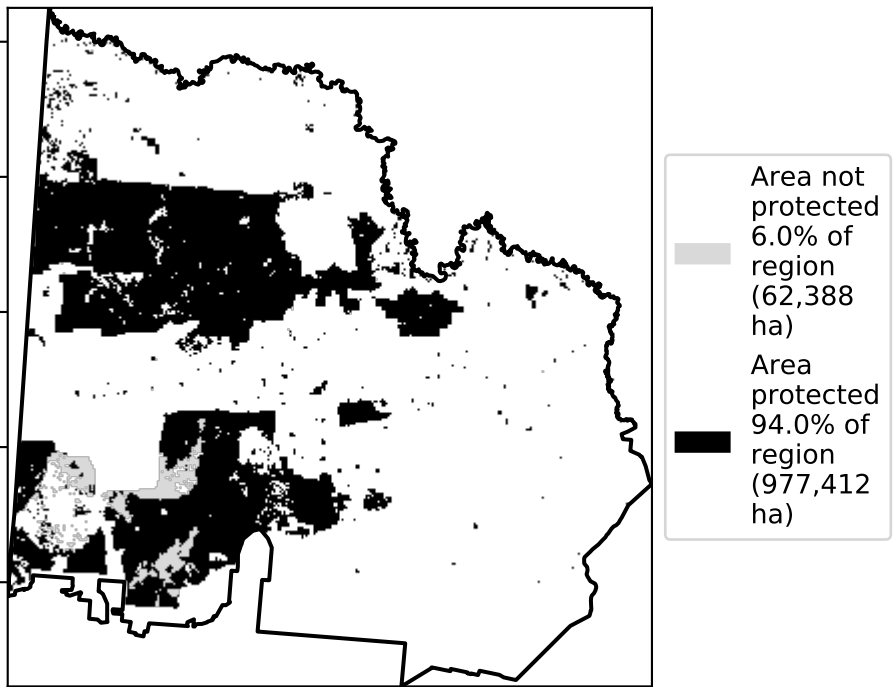 Area not
protected
6.0% of
region
(62,388
ha)
Area
protected
94.0% of
region
(977,412
ha)